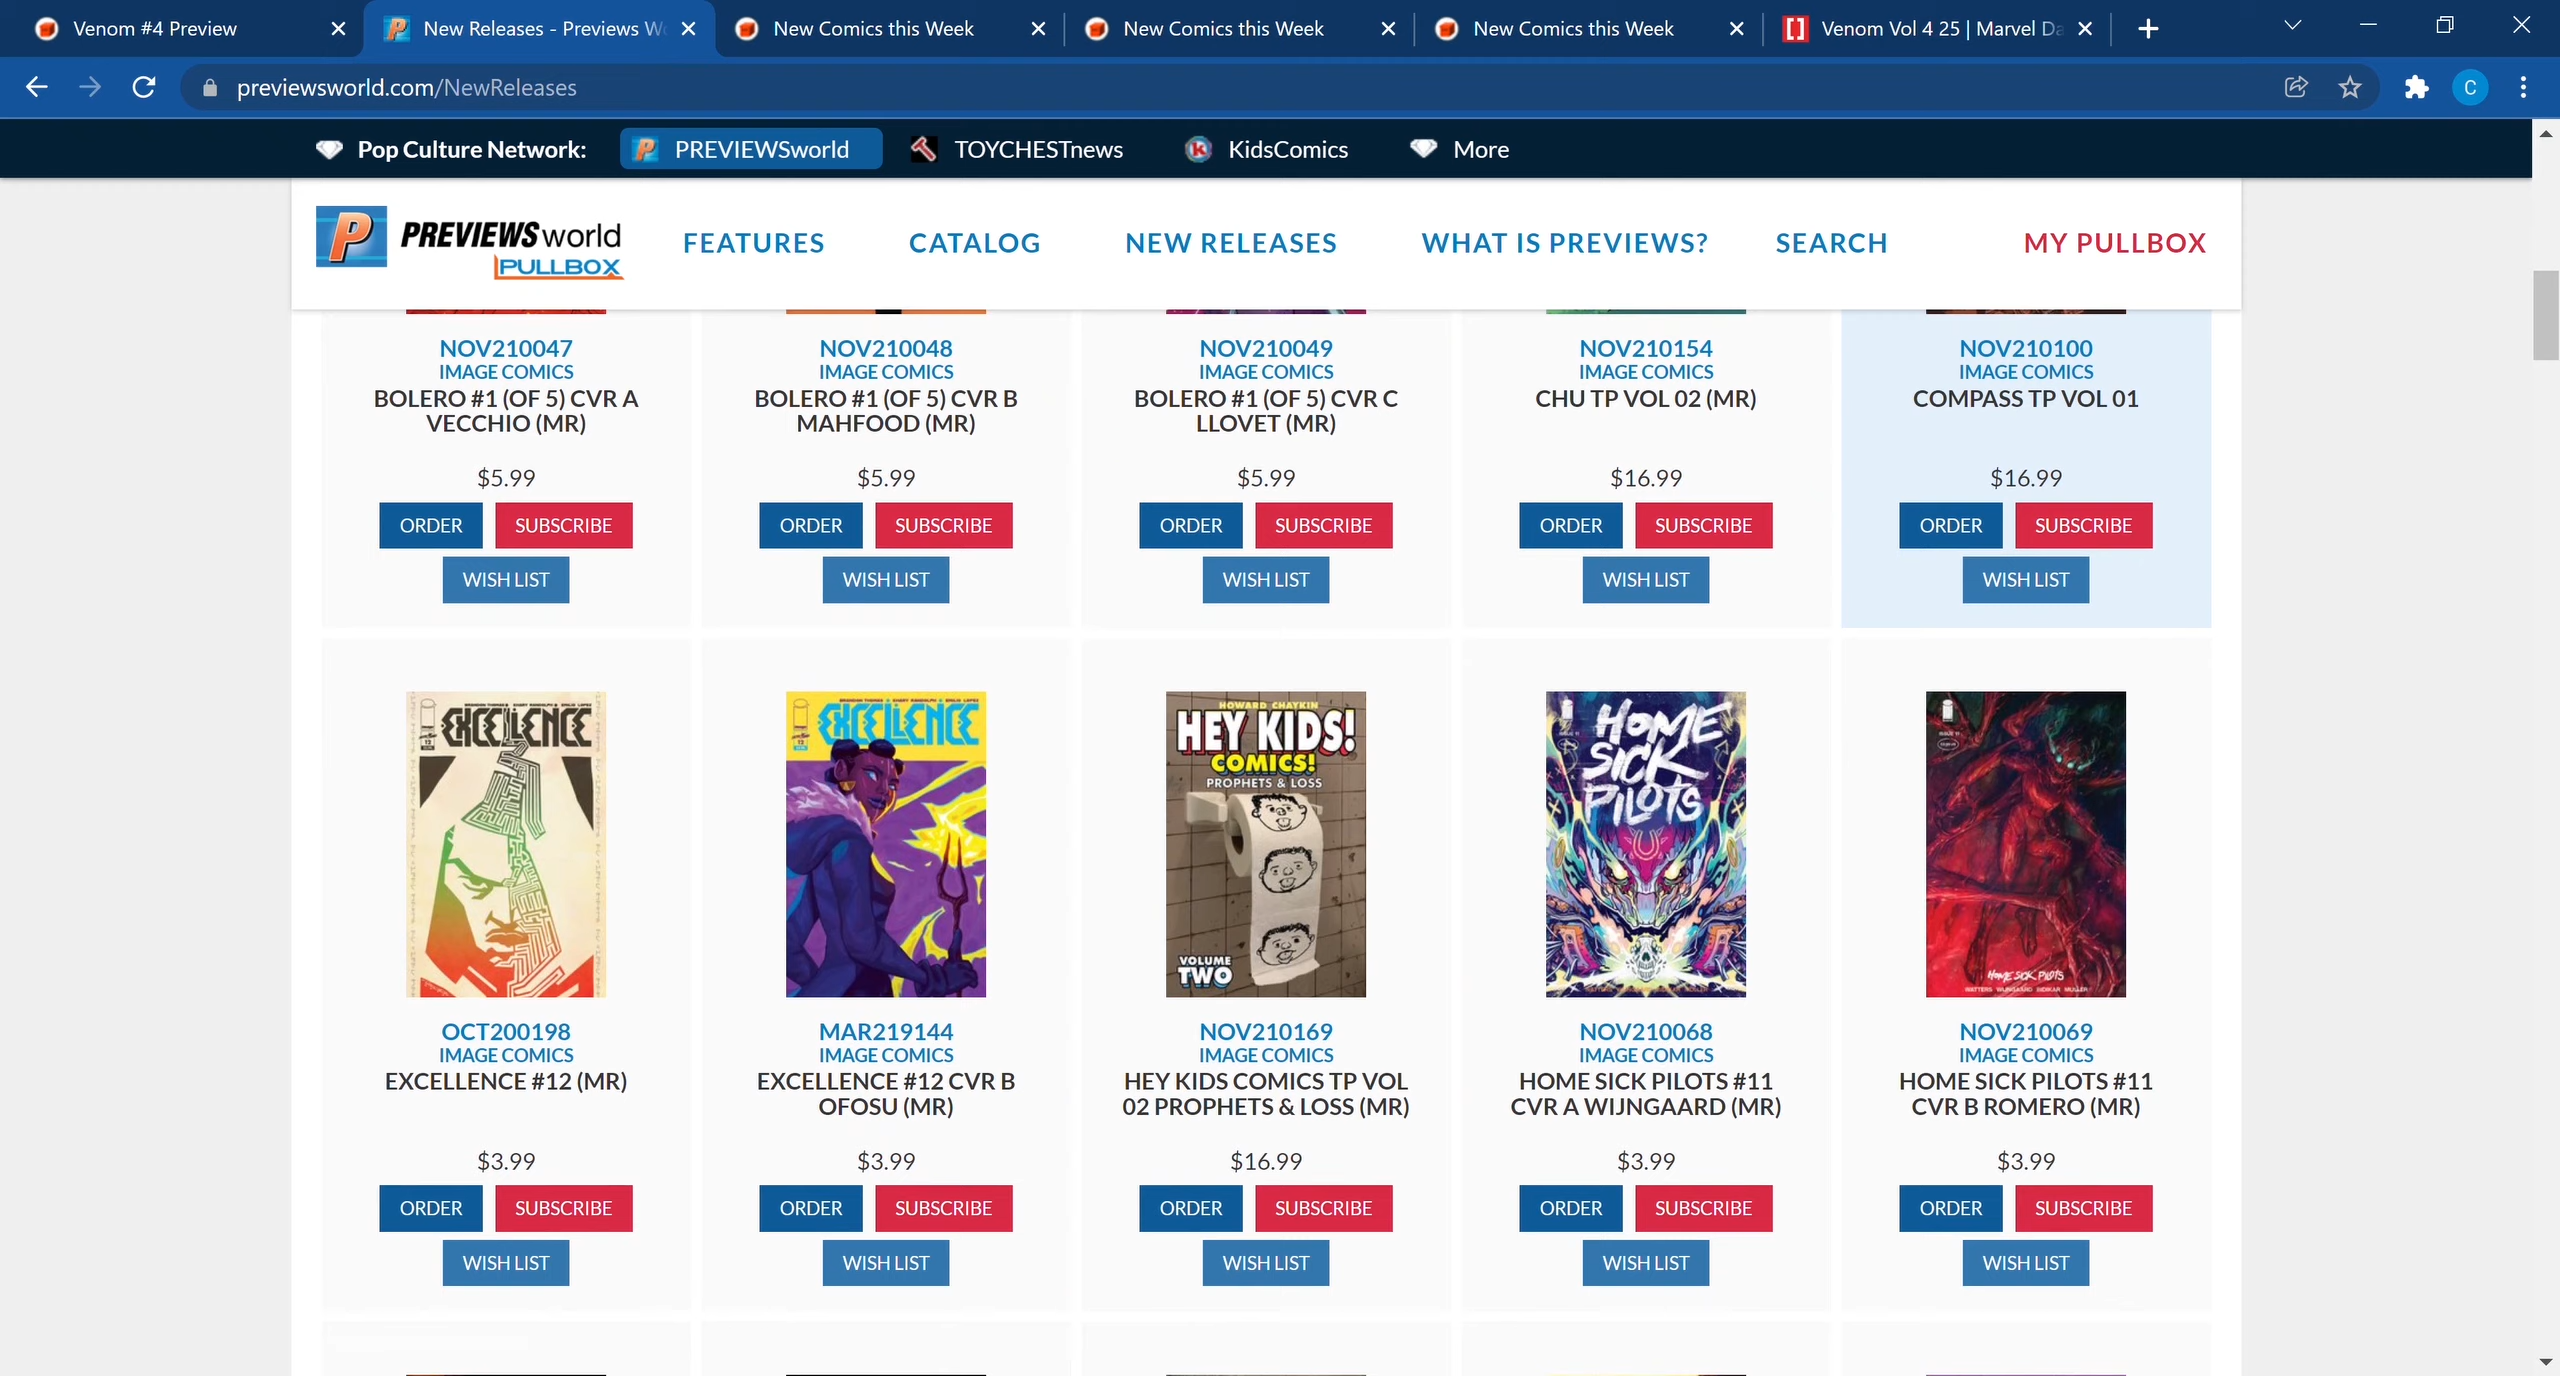 Venom #4 Preview
New Releases - Previews Wo
New Comics this Week
New Comics this Week
New Comics this Week
Venom Vol 4 25 | Marvel Da
previewsworld.com/NewReleases
C
Pop Culture Network:
PREVIEWSworld
TOYCHESTnews
KidsComics
More
PREVIEWSworld
PULLBOX
FEATURES
CATALOG
NEW RELEASES
WHAT IS PREVIEWS?
SEARCH
MY PULLBOX
NOV210047
IMAGE COMICS
BOLERO #1 (OF 5) CVR A
VECCHIO (MR)
$5.99
ORDER
SUBSCRIBE
WISH LIST
NOV210048
IMAGE COMICS
BOLERO #1 (OF 5) CVR B
MAHFOOD (MR)
$5.99
ORDER
SUBSCRIBE
WISH LIST
NOV210049
IMAGE COMICS
BOLERO #1 (OF 5) CVR C
LLOVET (MR)
$5.99
ORDER
SUBSCRIBE
WISH LIST
NOV210154
IMAGE COMICS
CHU TP VOL 02 (MR)
$16.99
ORDER
SUBSCRIBE
WISH LIST
NOV210100
IMAGE COMICS
COMPASS TP VOL 01
$16.99
ORDER
SUBSCRIBE
WISH LIST
EXCELLENCE
12
OCT200198
IMAGE COMICS
EXCELLENCE #12 (MR)
$3.99
ORDER
SUBSCRIBE
WISH LIST
EXCELLENCE
12
MAR219144
IMAGE COMICS
EXCELLENCE #12 CVR B
OFOSU (MR)
$3.99
ORDER
SUBSCRIBE
WISH LIST
HOWARD CHAYKIN
HEY KIDS!
COMICS!
PROPHETS & LOSS
VOLUME
TWO
NOV210169
IMAGE COMICS
HEY KIDS COMICS TP VOL
02 PROPHETS & LOSS (MR)
$16.99
ORDER
SUBSCRIBE
WISH LIST
HOME
SICK
PILOTS
NOV210068
IMAGE COMICS
HOME SICK PILOTS #11
CVR A WIJNGAARD (MR)
$3.99
ORDER
SUBSCRIBE
WISH LIST
HOME SICK PILOTS
WATTERS WIJNGAARD BIDIKAR MULLER
NOV210069
IMAGE COMICS
HOME SICK PILOTS #11
CVR B ROMERO (MR)
$3.99
ORDER
SUBSCRIBE
WISH LIST